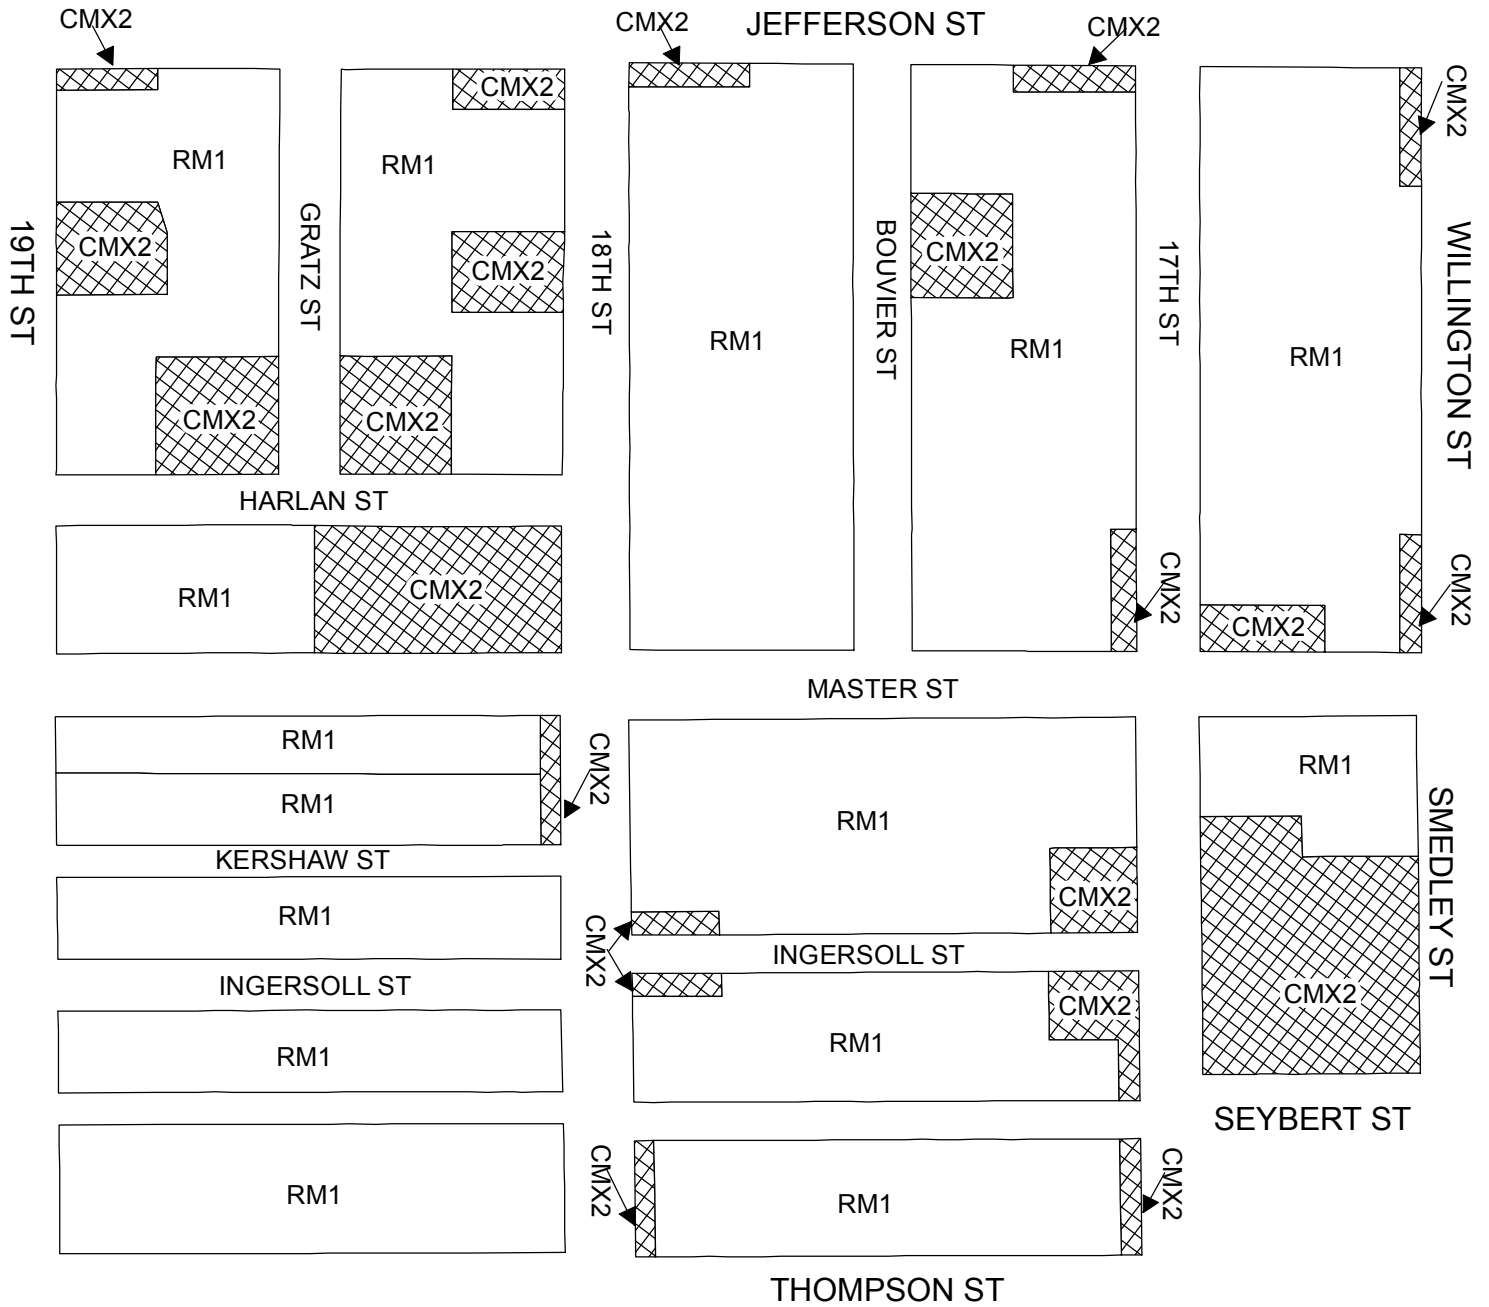 CMX2
CMX2
JEFFERSON ST
CMX2
CMX2
CMX2
RM1
RM1
19TH ST
CMX2
GRATZ ST
CMX2
18TH ST
BOUVIER ST
CMX2
17TH ST
WILLINGTON ST
RM1
RM1
RM1
CMX2
CMX2
HARLAN ST
RM1
CMX2
CMX2
CMX2
CMX2
MASTER ST
RM1
RM1
CMX2
KERSHAW ST
RM1
CMX2
RM1
SMEDLEY ST
RM1
CMX2
INGERSOLL ST
INGERSOLL ST
CMX2
CMX2
RM1
RM1
SEYBERT ST
RM1
CMX2
RM1
CMX2
THOMPSON ST